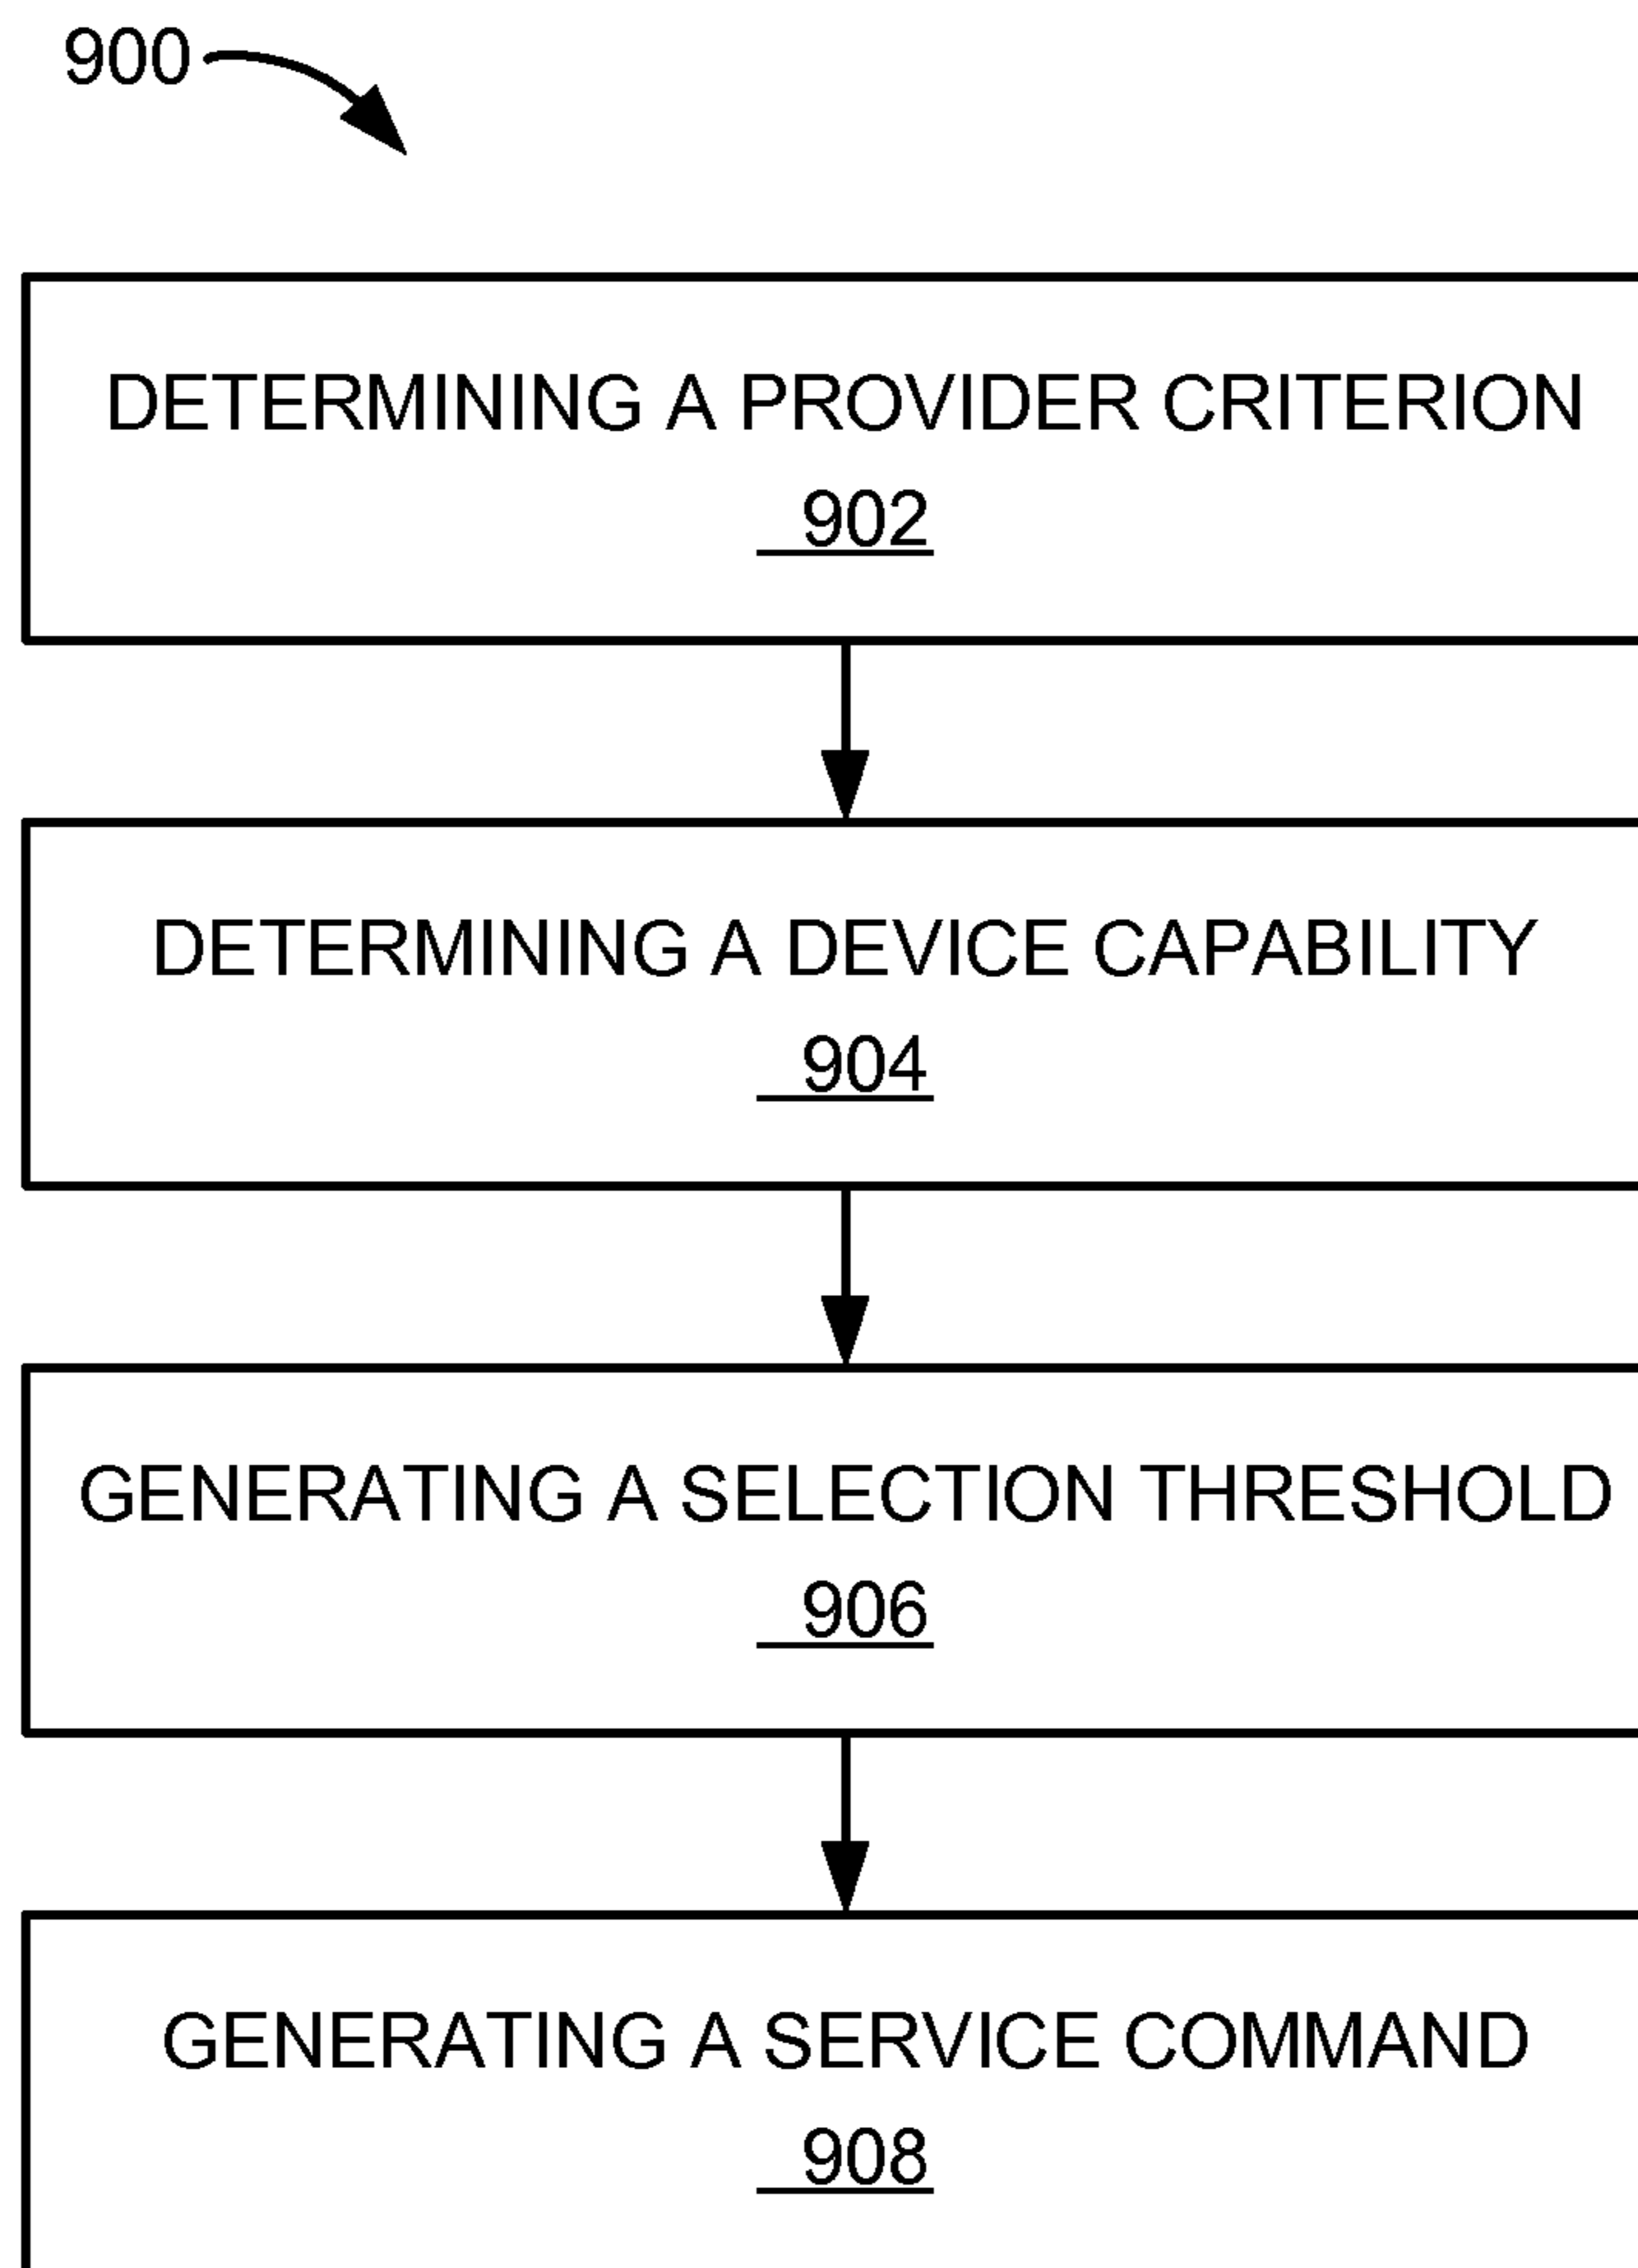 900
DETERMINING A PROVIDER CRITERION
902
DETERMINING A DEVICE CAPABILITY
904
GENERATING A SELECTION THRESHOLD
906
GENERATING A SERVICE COMMAND
908